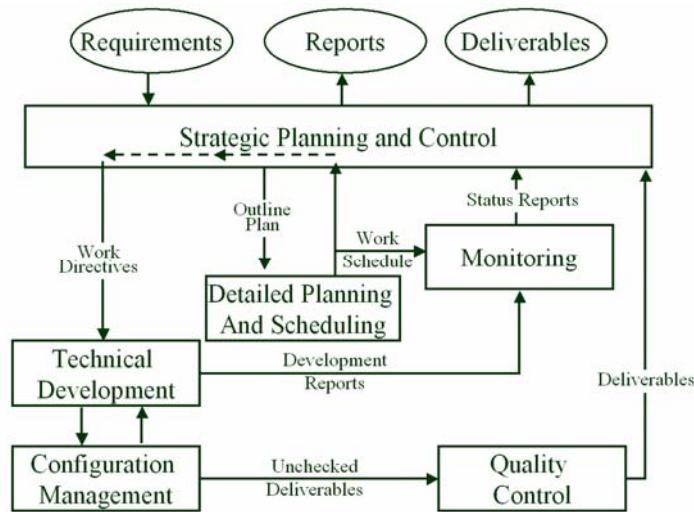 Requirements
Reports
Deliverables
Strategic Planning and Control
Outline
Plan
Status Reports
Work
Directives
Work
Schedule
Monitoring
Detailed Planning
And Scheduling
Technical
Development
Development
Reports
Deliverables
Configuration
Management
Unchecked
Deliverables
Quality
Control